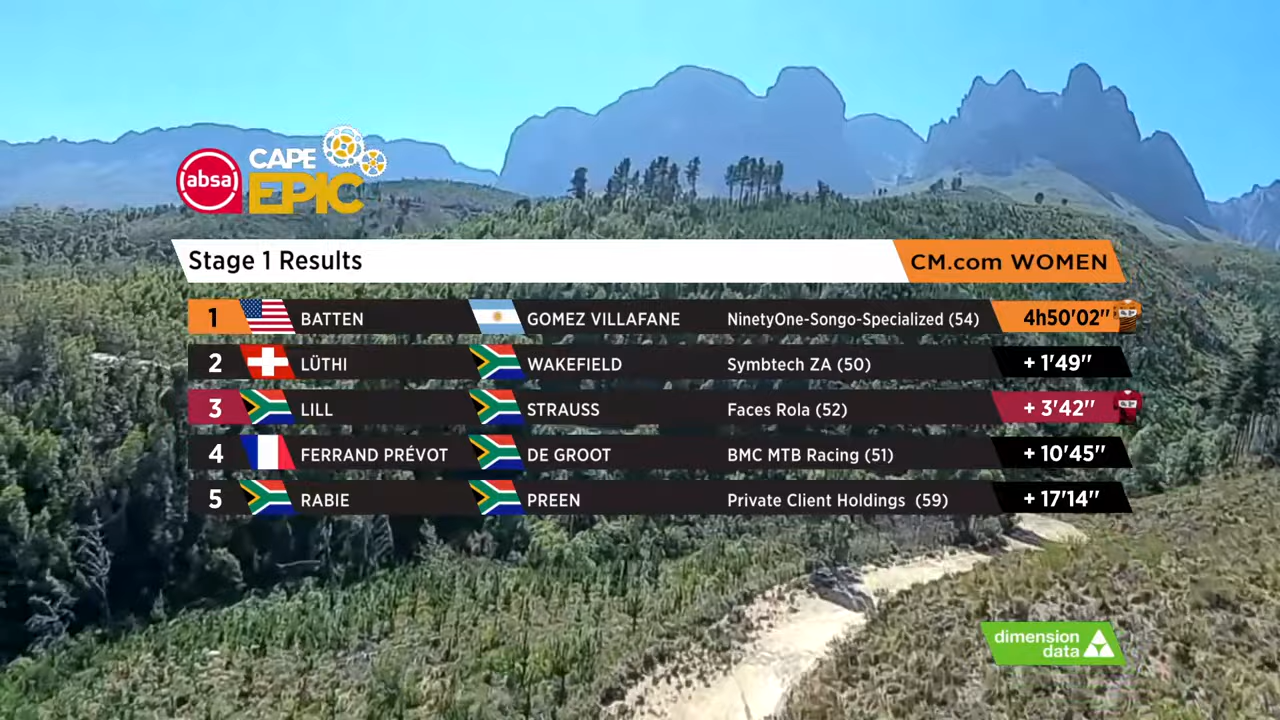 absa
CAPE
EPIC
Stage 1 Results CM.com WOMEN
1 BATTEN GOMEZ VILLAFANE NinetyOne-Songo-Specialized (54) 4h50'02''
2 LÜTHI WAKEFIELD Symbtech ZA (50) + 1'49''
3 LILL STRAUSS Faces Rola (52) + 3'42''
4 FERRAND PRÉVOT DE GROOT BMC MTB Racing (51) + 10'45''
5 RABIE PREEN Private Client Holdings (59) + 17'14''
dimension
data